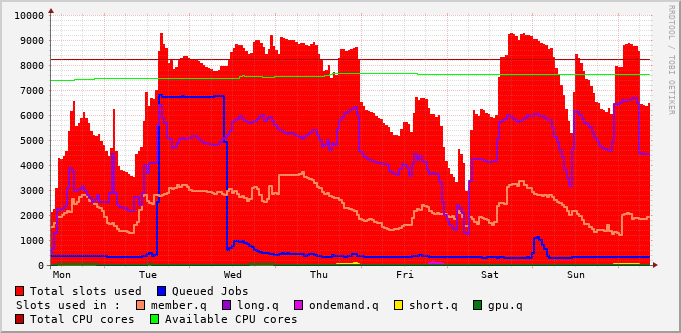 10000
9000
8000
7000
6000
5000
4000
3000
2000
1000
0
Mon Tue Wed Thu Fri Sat Sun
RRDTOOL / TOBI OETIKER
Total slots used Queued Jobs
Slots used in : member.q long.q ondemand.q short.q gpu.q
Total CPU cores Available CPU cores